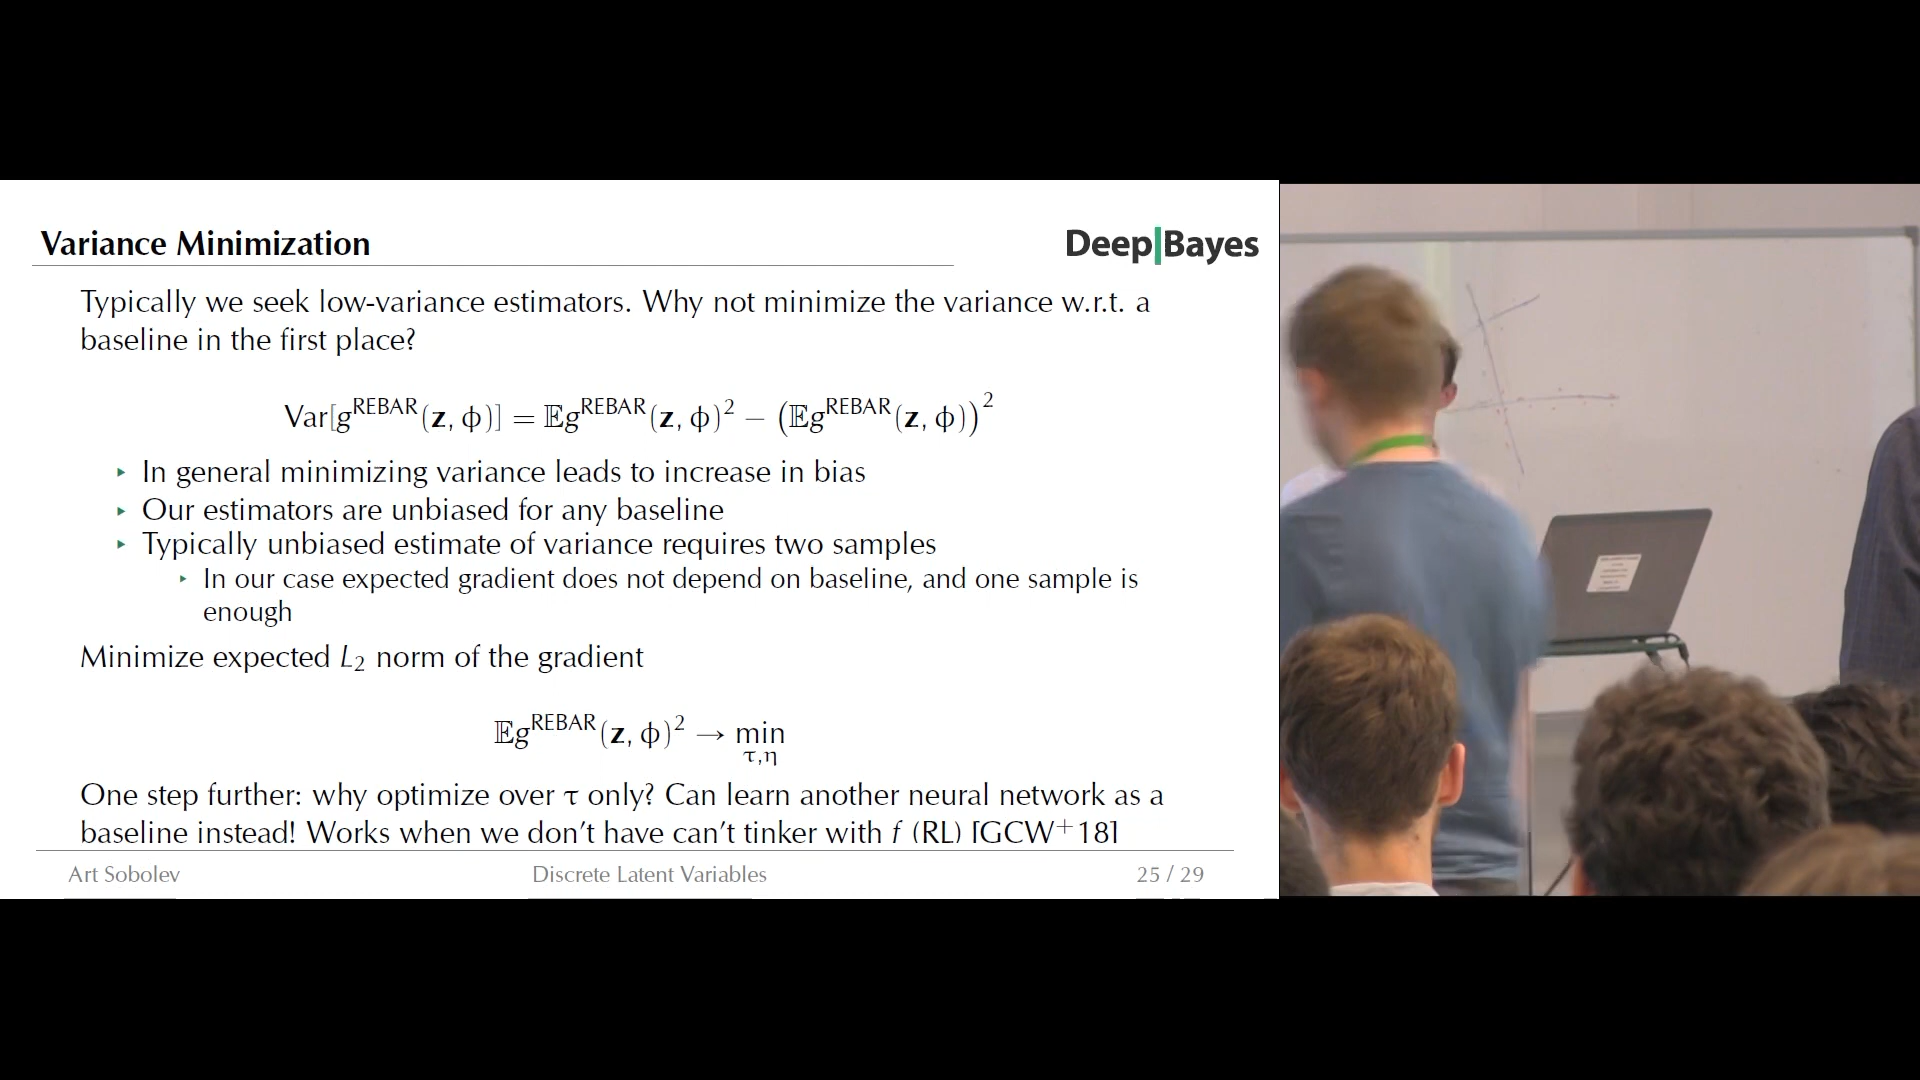 Variance Minimization
Deep|Bayes
Typically we seek low-variance estimators. Why not minimize the variance w.r.t. a
baseline in the first place?
Var[g^REBAR(z, ϕ)] = 𝔼g^REBAR(z, ϕ)² − (𝔼g^REBAR(z, ϕ))²
▸ In general minimizing variance leads to increase in bias
▸ Our estimators are unbiased for any baseline
▸ Typically unbiased estimate of variance requires two samples
▸ In our case expected gradient does not depend on baseline, and one sample is
enough
Minimize expected L₂ norm of the gradient
𝔼g^REBAR(z, ϕ)² → min
τ,η
One step further: why optimize over τ only? Can learn another neural network as a
baseline instead! Works when we don't have can't tinker with f (RL) [GCW⁺18]
Art Sobolev Discrete Latent Variables 25 / 29